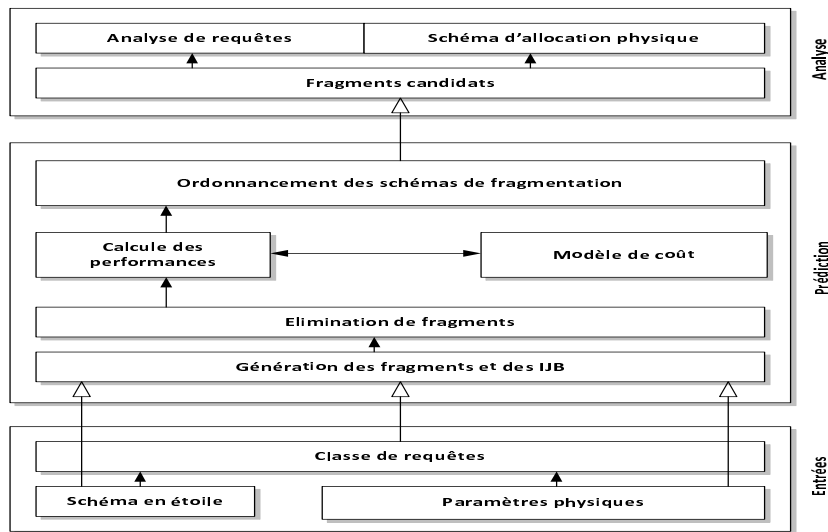 Analyse de requêtes
Schéma d'allocation physique
Fragments candidats
Analyse
Ordonnancement des schémas de fragmentation
Calcule des
performances
Modèle de coût
Elimination de fragments
Génération des fragments et des IJB
Prédiction
Classe de requêtes
Schéma en étoile
Paramètres physiques
Entrées